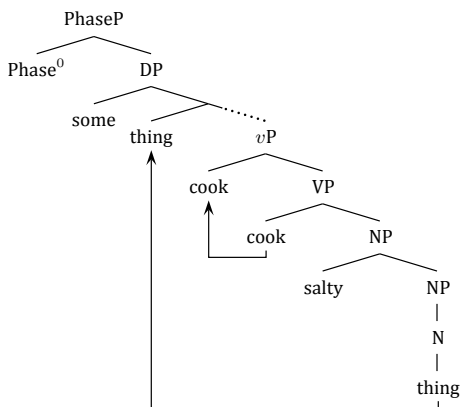 PhaseP
Phase⁰ DP
some
thing vP
cook VP
cook NP
salty NP
N
thing